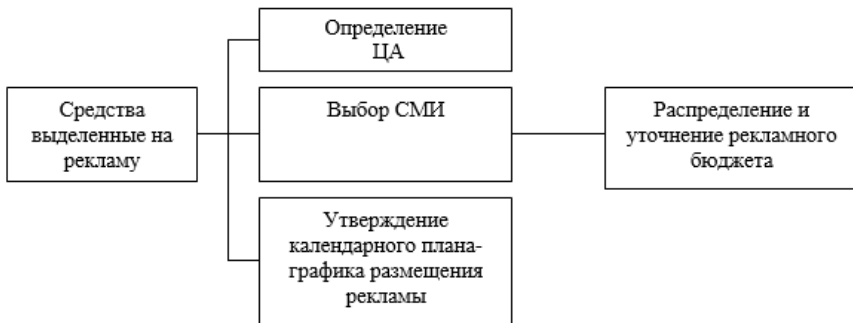 Определение
ЦА
Средства
выделенные на
рекламу
Выбор СМИ
Распределение и
уточнение рекламного
бюджета
Утверждение
календарного плана-
графика размещения
рекламы